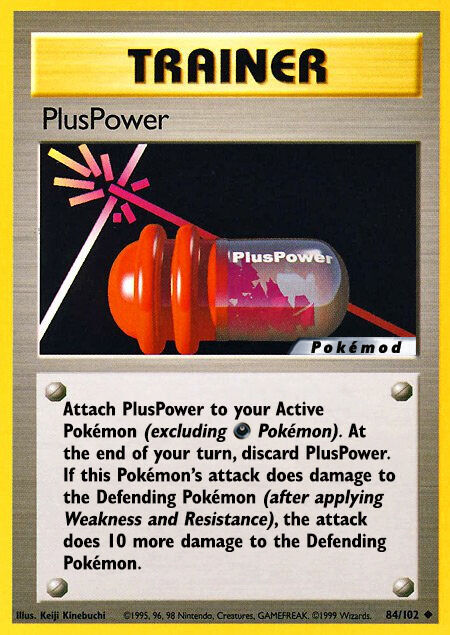 TRAINER
PlusPower
PlusPower
Pokémod
Attach PlusPower to your Active
Pokémon (excluding Pokémon). At
the end of your turn, discard PlusPower.
If this Pokémon's attack does damage to
the Defending Pokémon (after applying
Weakness and Resistance), the attack
does 10 more damage to the Defending
Pokémon.
Illus. Keiji Kinebuchi ©1995, 96, 98 Nintendo, Creatures, GAMEFREAK. ©1999 Wizards. 84/102 ◆